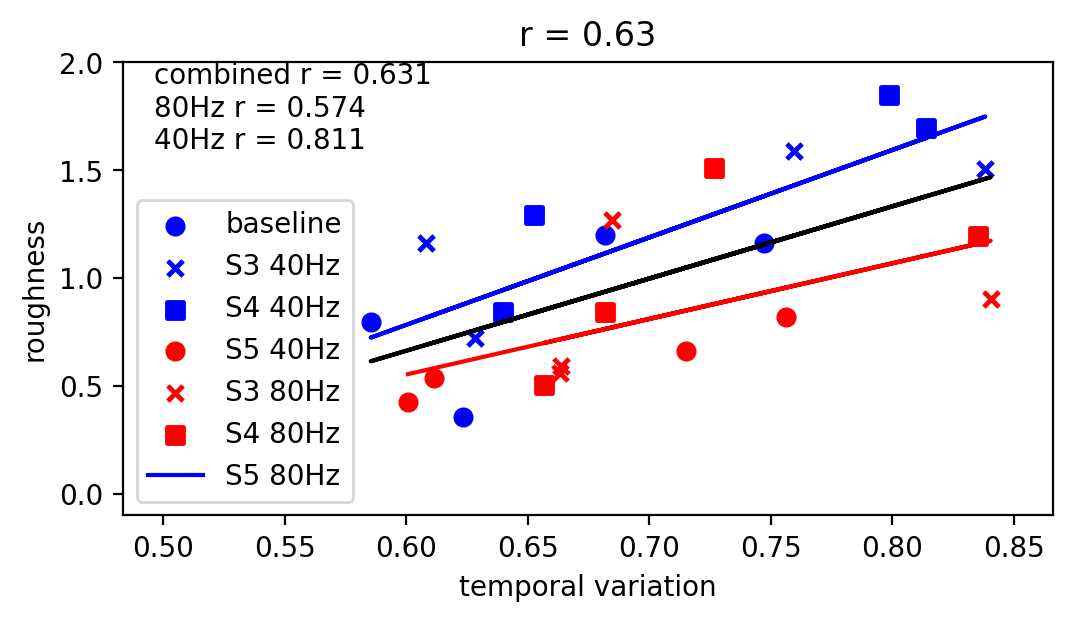 r = 0.63
combined r = 0.631
80Hz r = 0.574
40Hz r = 0.811
baseline
S3 40Hz
S4 40Hz
S5 40Hz
S3 80Hz
S4 80Hz
S5 80Hz
2.0
1.5
1.0
0.5
0.0
roughness
0.50 0.55 0.60 0.65 0.70 0.75 0.80 0.85
temporal variation